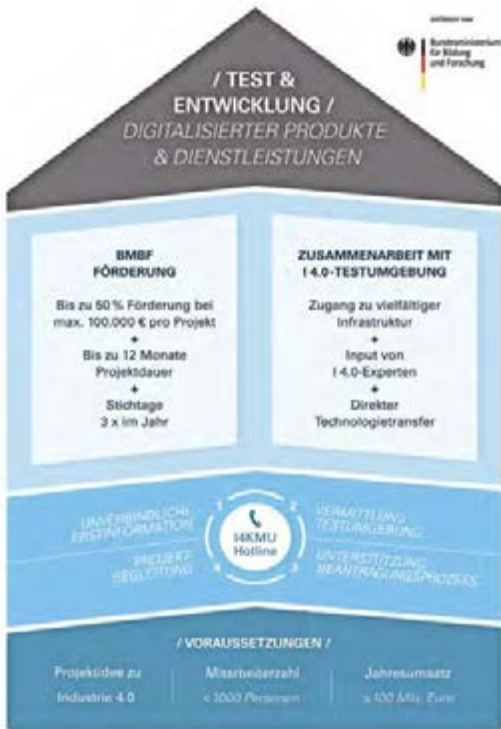 GEFÖRDERT VOM
Bundesministerium
für Bildung
und Forschung
/ TEST &
ENTWICKLUNG /
DIGITALISIERTER PRODUKTE
& DIENSTLEISTUNGEN
BMBF
FÖRDERUNG
Bis zu 50 % Förderung bei
max. 100.000 € pro Projekt
+
Bis zu 12 Monate
Projektdauer
+
Stichtage
3 x im Jahr
ZUSAMMENARBEIT MIT
I 4.0-TESTUMGEBUNG
Zugang zu vielfältiger
Infrastruktur
+
Input von
I 4.0-Experten
+
Direkter
Technologietransfer
UNVERBINDLICHE
ERSTINFORMATION
1
2
VERMITTLUNG
TESTUMGEBUNG
I4KMU
Hotline
PROJEKT-
BEGLEITUNG
4
3
UNTERSTÜTZUNG
BEANTRAGUNGSPROZESS
/ VORAUSSETZUNGEN /
Projektidee zu
Industrie 4.0
Mitarbeiterzahl
< 1000 Personen
Jahresumsatz
≤ 100 Mio. Euro